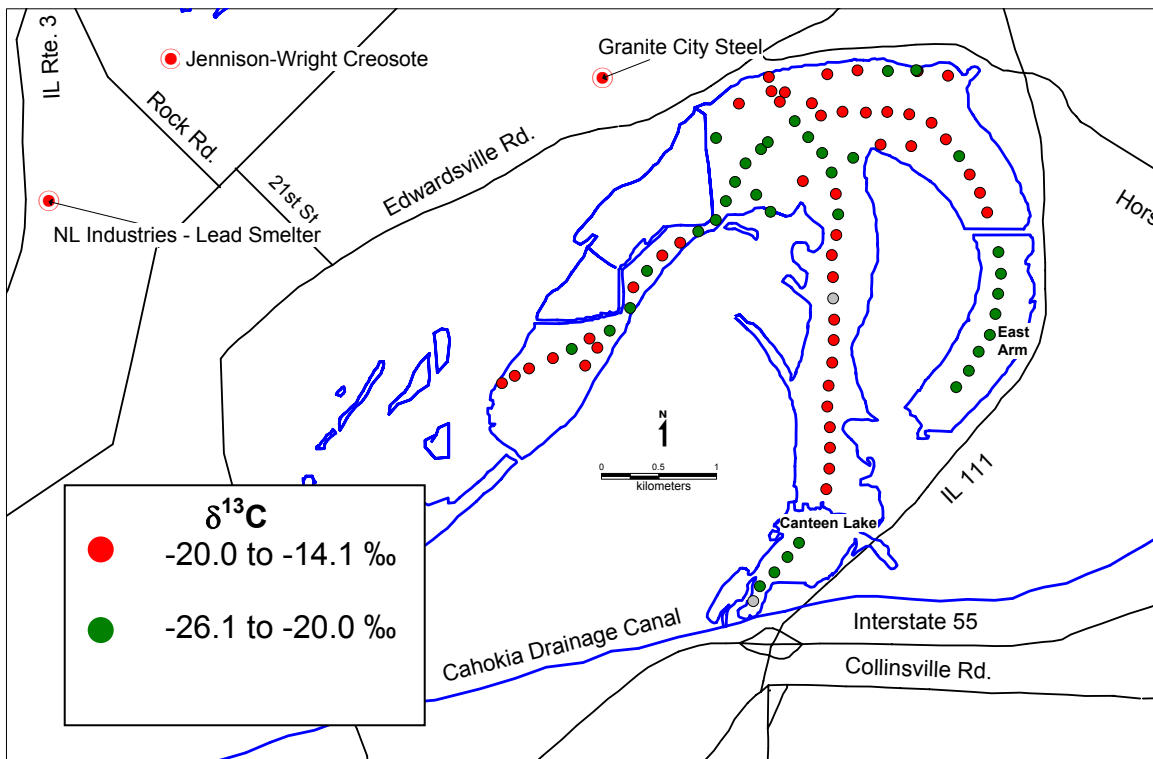 IL Rte. 3
Jennison-Wright Creosote
Granite City Steel
Rock Rd.
21st St
Edwardsville Rd.
Hors
NL Industries - Lead Smelter
East
Arm
N
0 0.5 1
kilometers
IL 111
δ13C
-20.0 to -14.1 ‰
-26.1 to -20.0 ‰
Canteen Lake
Cahokia Drainage Canal
Interstate 55
Collinsville Rd.